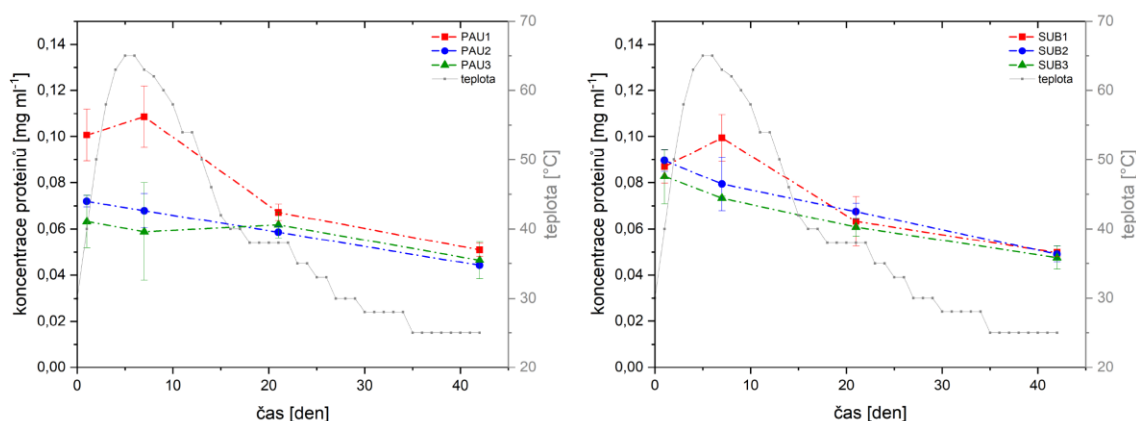 koncentrace proteinů [mg ml⁻¹]
0,14
0,12
0,10
0,08
0,06
0,04
0,02
0,00
PAU1
PAU2
PAU3
teplota
70
60
50
40
30
20
teplota [°C]
0
10
20
30
40
čas [den]
koncentrace proteinů [mg ml⁻¹]
0,14
0,12
0,10
0,08
0,06
0,04
0,02
0,00
SUB1
SUB2
SUB3
teplota
70
60
50
40
30
20
teplota [°C]
0
10
20
30
40
čas [den]